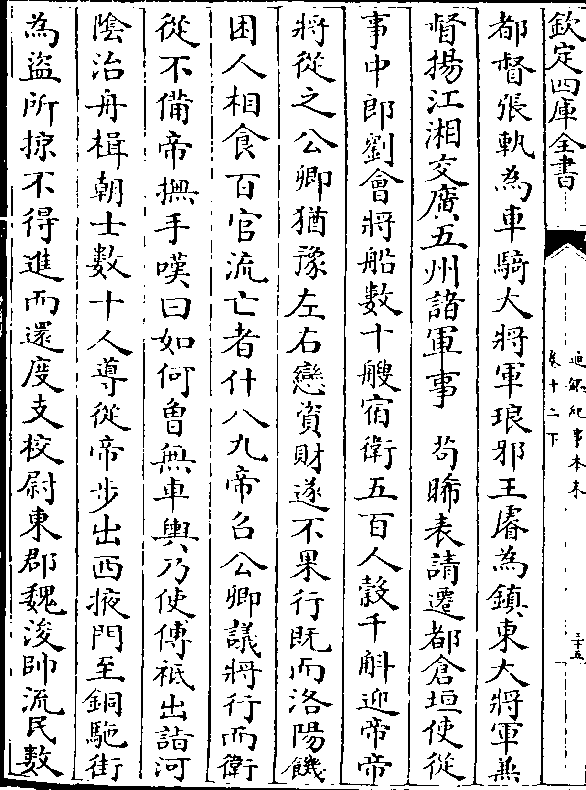 欽定四庫全書
通鑑紀事本末
卷十二下
三十五
都督張軌為車騎大將軍琅邪王睿為鎮東大將軍兼
督揚江湘交廣五州諸軍事 茍晞表請遷都倉垣使從
事中郎劉會將船數十艘宿衛五百人穀千斛迎帝帝
將從之公卿猶豫左右戀資財遂不果行既而洛陽饑
困人相食百官流亡者什八九帝召公卿議將行而衛
從不備帝撫手嘆曰如何曾無車輿乃使傅祗出詣河
陰治舟楫朝士數十人導從帝步出西掖門至銅駞街
為盜所掠不得進而還度支校尉東郡魏浚帥流民數